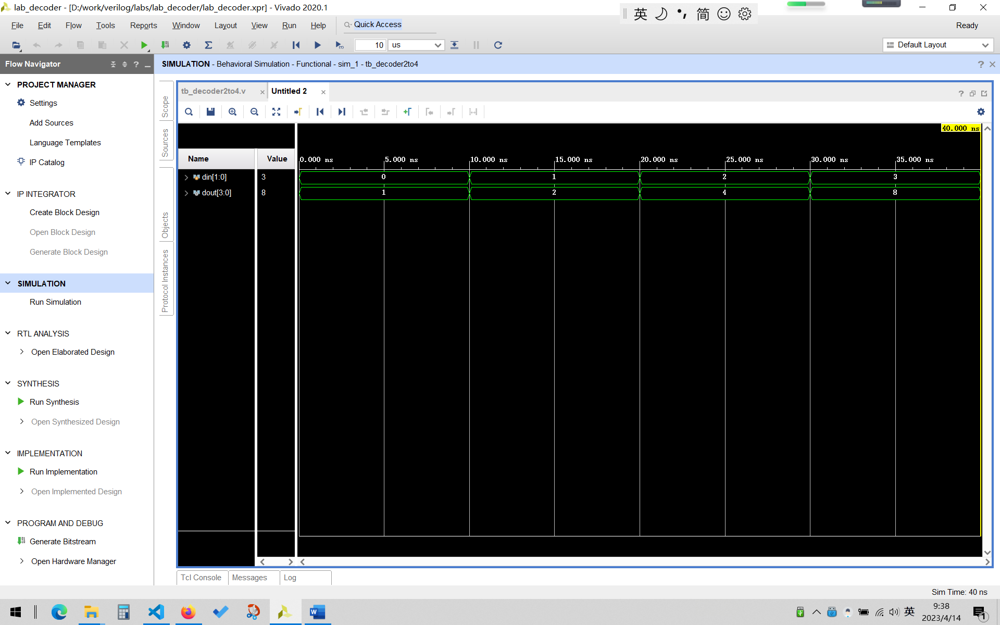 lab_decoder - [D:/work/verilog/labs/lab_decoder/lab_decoder.xpr] - Vivado 2020.1
英 简
File Edit Flow Tools Reports Window Layout View Run Help Quick Access Ready
10 us Default Layout
Flow Navigator
SIMULATION - Behavioral Simulation - Functional - sim_1 - tb_decoder2to4
PROJECT MANAGER
Settings
Add Sources
Language Templates
IP Catalog
IP INTEGRATOR
Create Block Design
Open Block Design
Generate Block Design
SIMULATION
Run Simulation
RTL ANALYSIS
Open Elaborated Design
SYNTHESIS
Run Synthesis
Open Synthesized Design
IMPLEMENTATION
Run Implementation
Open Implemented Design
PROGRAM AND DEBUG
Generate Bitstream
Open Hardware Manager
Scope
Sources
Objects
Protocol Instances
tb_decoder2to4.v Untitled 2
40.000 ns
Name Value
0.000 ns 5.000 ns 10.000 ns 15.000 ns 20.000 ns 25.000 ns 30.000 ns 35.000 ns
din[1:0] 3 0 1 2 3
dout[3:0] 8 1 2 4 8
Tcl Console Messages Log
Sim Time: 40 ns
英
9:38
2023/4/14
1